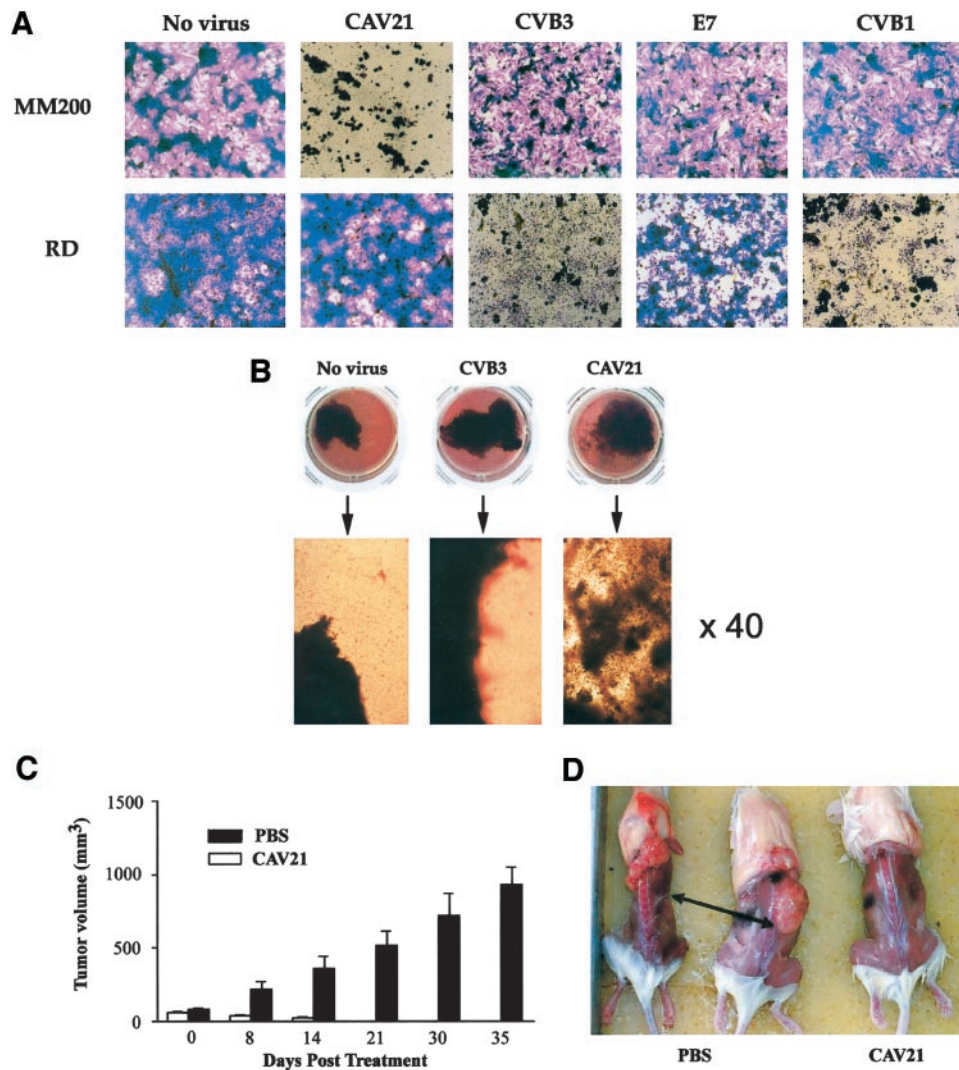 A
No virus CAV21 CVB3 E7 CVB1
MM200
RD
B
No virus CVB3 CAV21
x 40
C
Tumor volume (mm3)
1500
1000
500
0
PBS
CAV21
0 8 14 21 30 35
Days Post Treatment
D
PBS CAV21